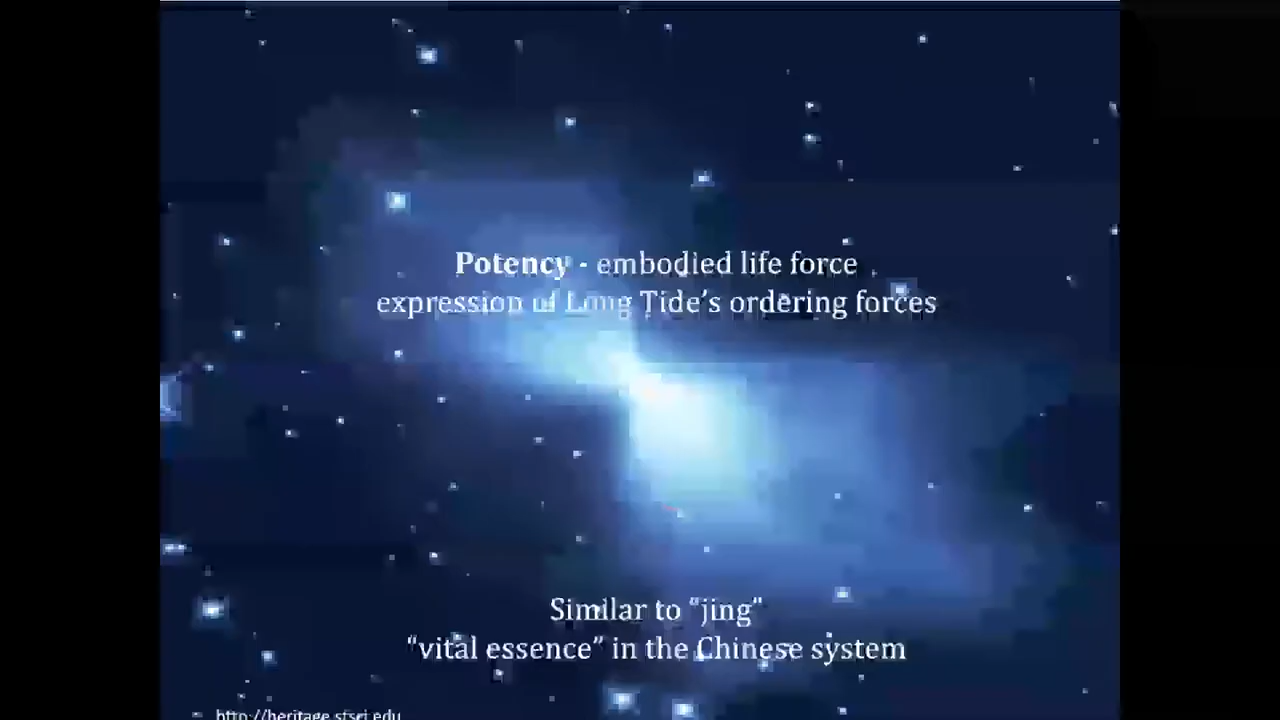 Potency - embodied life force
expression of Long Tide’s ordering forces
Similar to “jing”
“vital essence” in the Chinese system
http://heritage.stsci.edu